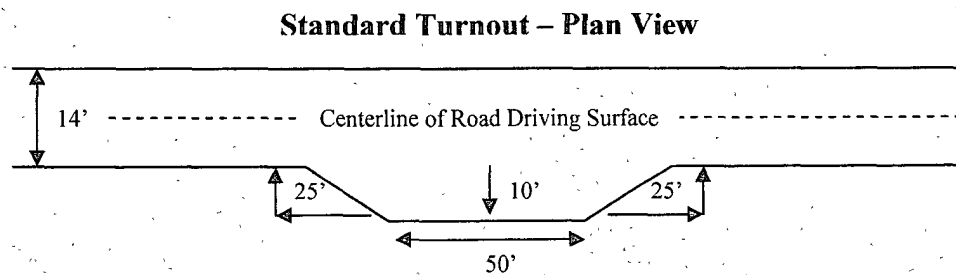 Standard Turnout – Plan View
14’
Centerline of Road Driving Surface
25’
10’
25’
50’